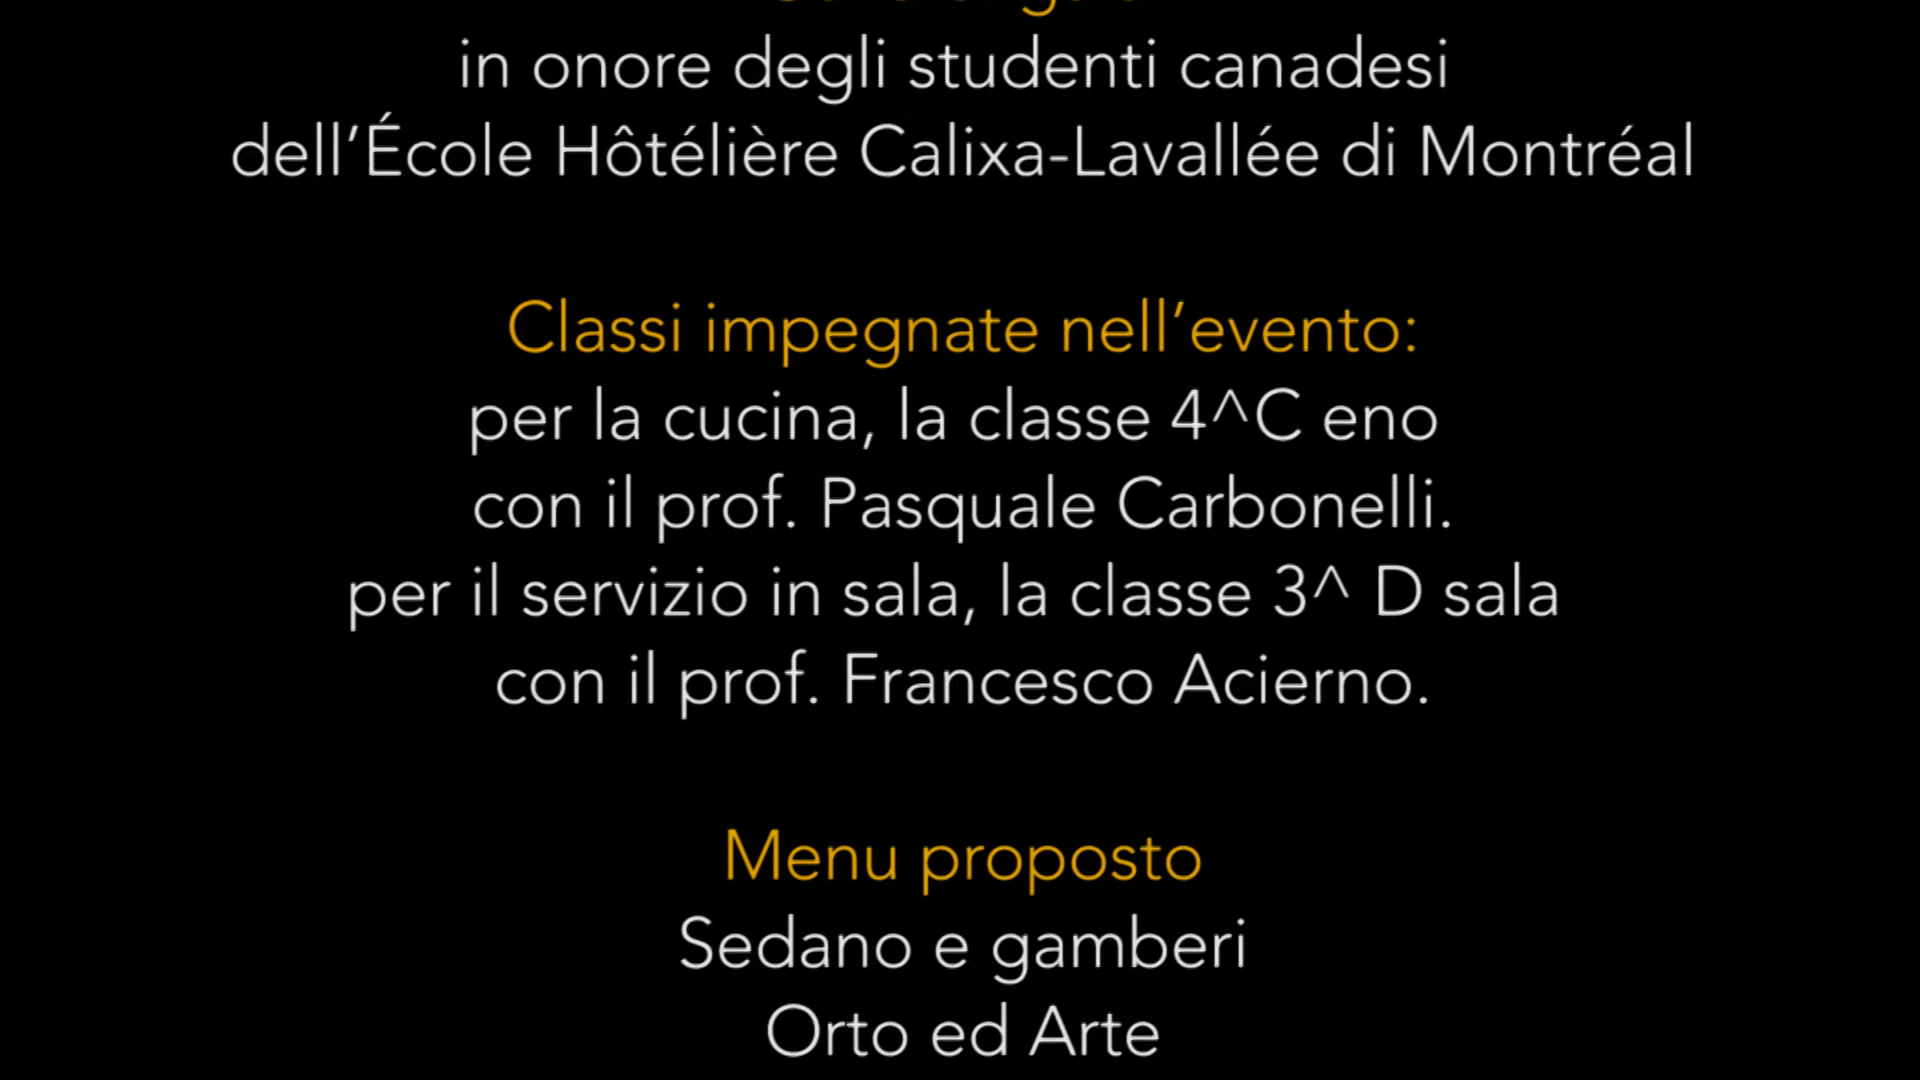 in onore degli studenti canadesi
dell’École Hôtélière Calixa-Lavallée di Montréal
Classi impegnate nell’evento:
per la cucina, la classe 4^C eno
con il prof. Pasquale Carbonelli.
per il servizio in sala, la classe 3^ D sala
con il prof. Francesco Acierno.
Menu proposto
Sedano e gamberi
Orto ed Arte